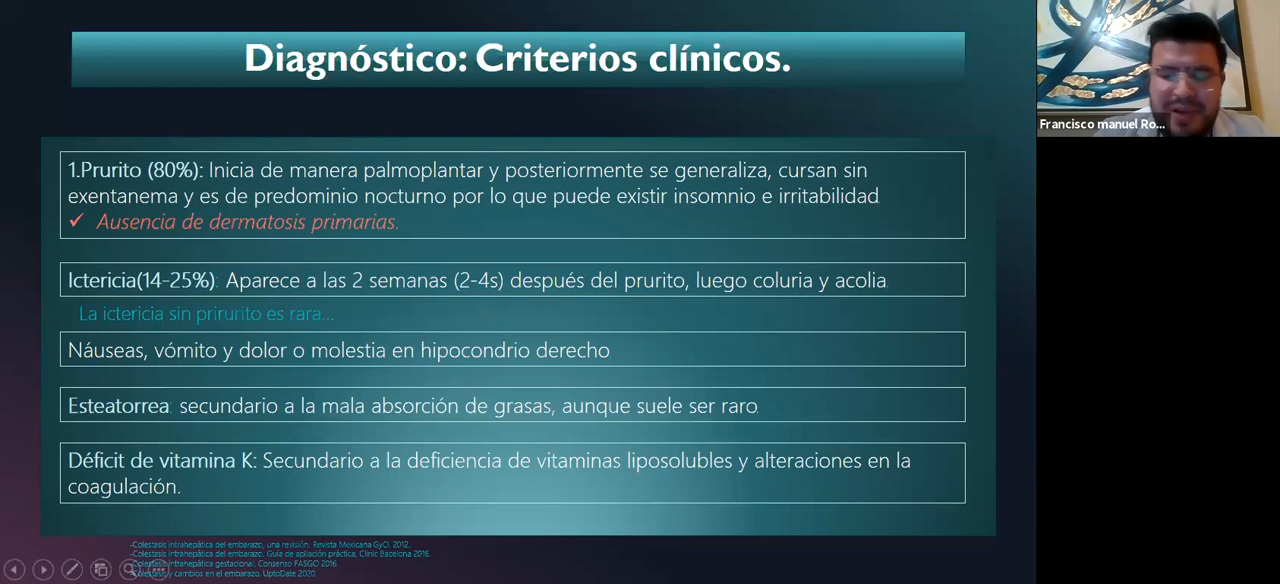 Diagnóstico: Criterios clínicos.
1.Prurito (80%): Inicia de manera palmoplantar y posteriormente se generaliza, cursan sin
exentanema y es de predominio nocturno por lo que puede existir insomnio e irritabilidad.
✓ Ausencia de dermatosis primarias.
Ictericia(14-25%): Aparece a las 2 semanas (2-4s) después del prurito, luego coluria y acolia.
La ictericia sin prirurito es rara...
Náuseas, vómito y dolor o molestia en hipocondrio derecho
Esteatorrea: secundario a la mala absorción de grasas, aunque suele ser raro.
Déficit de vitamina K: Secundario a la deficiencia de vitaminas liposolubles y alteraciones en la
coagulación.
-Colestasis intrahepática del embarazo, una revisión. Revista Mexicana GyO. 2012.
-Colestasis intrahepática del embarazo. Guía de apliación práctica, Clinic Bacelona 2016.
-Colestasis intrahepática gestacional. Consenso FASGO 2016.
-Colestasis y cambios en el embarazo. UptoDate 2020.
Francisco manuel Ro...